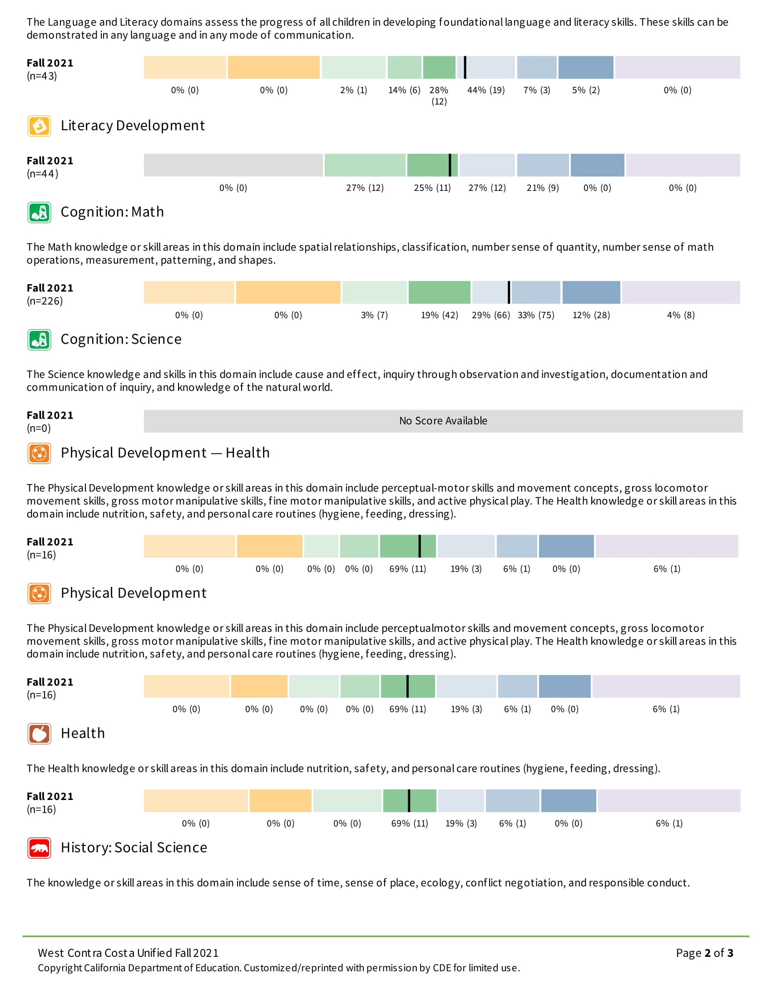 The Language and Literacy domains assess the progress of all children in developing foundational language and literacy skills. These skills can be
demonstrated in any language and in any mode of communication.
Fall 2021
(n=43)
0% (0) 0% (0) 2% (1) 14% (6) 28% (12) 44% (19) 7% (3) 5% (2) 0% (0)
Literacy Development
Fall 2021
(n=44)
0% (0) 27% (12) 25% (11) 27% (12) 21% (9) 0% (0) 0% (0)
Cognition: Math
The Math knowledge or skill areas in this domain include spatial relationships, classification, number sense of quantity, number sense of math
operations, measurement, patterning, and shapes.
Fall 2021
(n=226)
0% (0) 0% (0) 3% (7) 19% (42) 29% (66) 33% (75) 12% (28) 4% (8)
Cognition: Science
The Science knowledge and skills in this domain include cause and effect, inquiry through observation and investigation, documentation and
communication of inquiry, and knowledge of the natural world.
Fall 2021
(n=0)
No Score Available
Physical Development — Health
The Physical Development knowledge or skill areas in this domain include perceptual-motor skills and movement concepts, gross locomotor
movement skills, gross motor manipulative skills, fine motor manipulative skills, and active physical play. The Health knowledge or skill areas in this
domain include nutrition, safety, and personal care routines (hygiene, feeding, dressing).
Fall 2021
(n=16)
0% (0) 0% (0) 0% (0) 0% (0) 69% (11) 19% (3) 6% (1) 0% (0) 6% (1)
Physical Development
The Physical Development knowledge or skill areas in this domain include perceptualmotor skills and movement concepts, gross locomotor
movement skills, gross motor manipulative skills, fine motor manipulative skills, and active physical play. The Health knowledge or skill areas in this
domain include nutrition, safety, and personal care routines (hygiene, feeding, dressing).
Fall 2021
(n=16)
0% (0) 0% (0) 0% (0) 0% (0) 69% (11) 19% (3) 6% (1) 0% (0) 6% (1)
Health
The Health knowledge or skill areas in this domain include nutrition, safety, and personal care routines (hygiene, feeding, dressing).
Fall 2021
(n=16)
0% (0) 0% (0) 0% (0) 69% (11) 19% (3) 6% (1) 0% (0) 6% (1)
History: Social Science
The knowledge or skill areas in this domain include sense of time, sense of place, ecology, conflict negotiation, and responsible conduct.
West Contra Costa Unified Fall 2021
Page 2 of 3
Copyright California Department of Education. Customized/reprinted with permission by CDE for limited use.